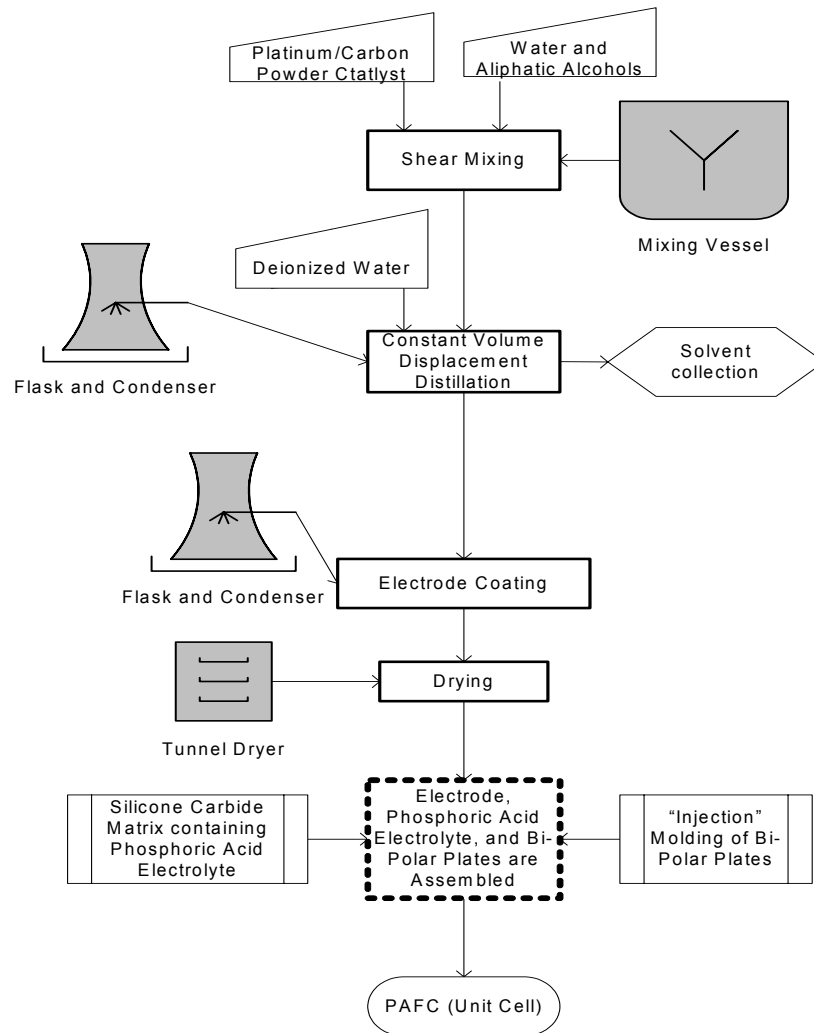 Platinum/Carbon
Powder Ctatlyst
Water and
Aliphatic Alcohols
Shear Mixing
Mixing Vessel
Deionized Water
Flask and Condenser
Constant Volume
Displacement
Distillation
Solvent
collection
Flask and Condenser
Electrode Coating
Tunnel Dryer
Drying
Silicone Carbide
Matrix containing
Phosphoric Acid
Electrolyte
Electrode,
Phosphoric Acid
Electrolyte, and Bi-
Polar Plates are
Assembled
“Injection”
Molding of Bi-
Polar Plates
PAFC (Unit Cell)